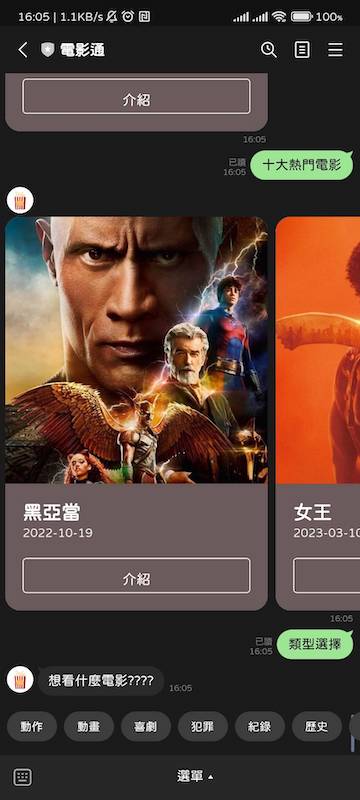 16:05 | 1.1K/s
100%
電影通
介紹
16:05
已讀
16:05
十大熱門電影
黑亞當
2022-10-19
介紹
女王
2023-03-10
16:05
已讀
16:05
類型選擇
想看什麼電影????
16:05
動作
動畫
喜劇
犯罪
紀錄
歷史
選單